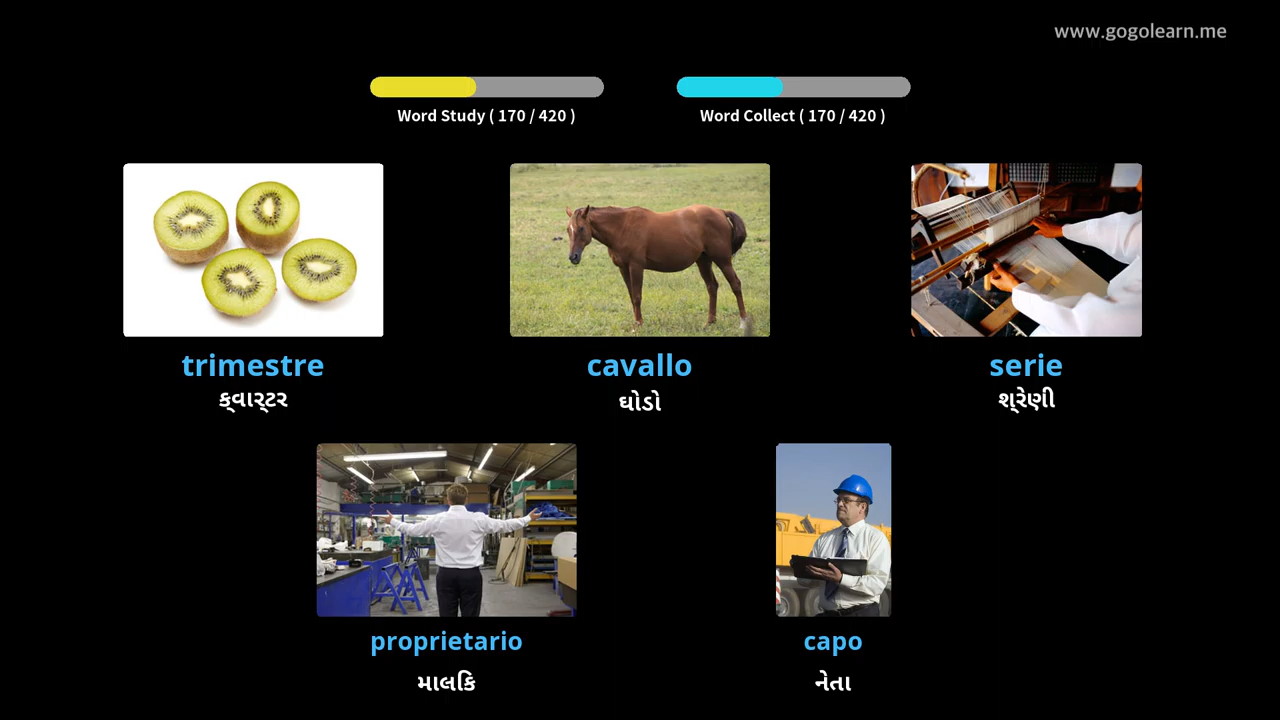 www.gogolearn.me
Word Study ( 170 / 420 )
Word Collect ( 170 / 420 )
trimestre
ક્વાર્ટર
cavallo
ઘોડો
serie
શ્રેણી
proprietario
માલિક
capo
નેતા